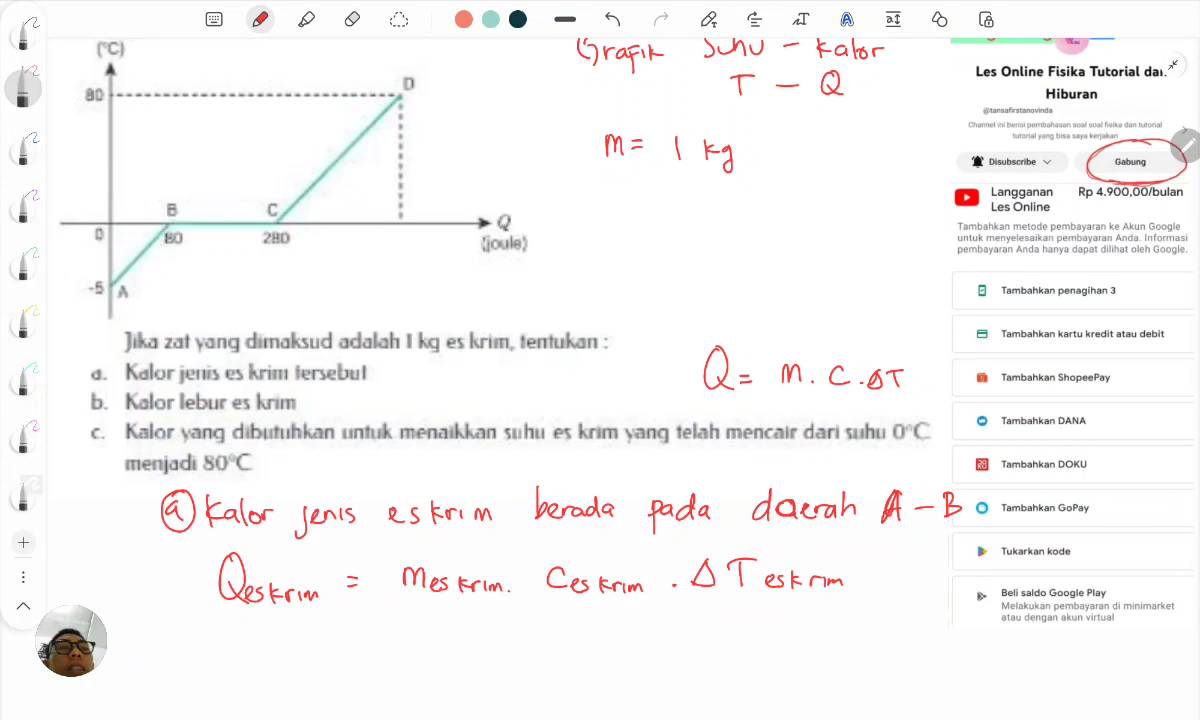 (°C)
80
D
B
C
0
80
280
Q
(joule)
-5
A
Grafik Suhu - Kalor
T - Q
m = 1 kg
Jika zat yang dimaksud adalah 1 kg es krim, tentukan :
a. Kalor jenis es krim tersebut
b. Kalor lebur es krim
c. Kalor yang dibutuhkan untuk menaikkan suhu es krim yang telah mencair dari suhu 0°C
menjadi 80°C
Q = m . c . ΔT
a Kalor jenis eskrim berada pada daerah A - B
Qeskrim = meskrim . Ceskrim . ΔTeskrim
Les Online Fisika Tutorial dan
Hiburan
@tansafirstanovinda
Channel ini berisi pembahasan soal soal fisika dan tutorial
tutorial yang bisa saya kerjakan
Disubscribe
Gabung
Langganan
Les Online
Rp 4.900,00/bulan
Tambahkan metode pembayaran ke Akun Google
untuk menyelesaikan pembayaran Anda. Informasi
pembayaran Anda hanya dapat dilihat oleh Google.
Tambahkan penagihan 3
Tambahkan kartu kredit atau debit
Tambahkan ShopeePay
Tambahkan DANA
Tambahkan DOKU
Tambahkan GoPay
Tukarkan kode
Beli saldo Google Play
Melakukan pembayaran di minimarket
atau dengan akun virtual